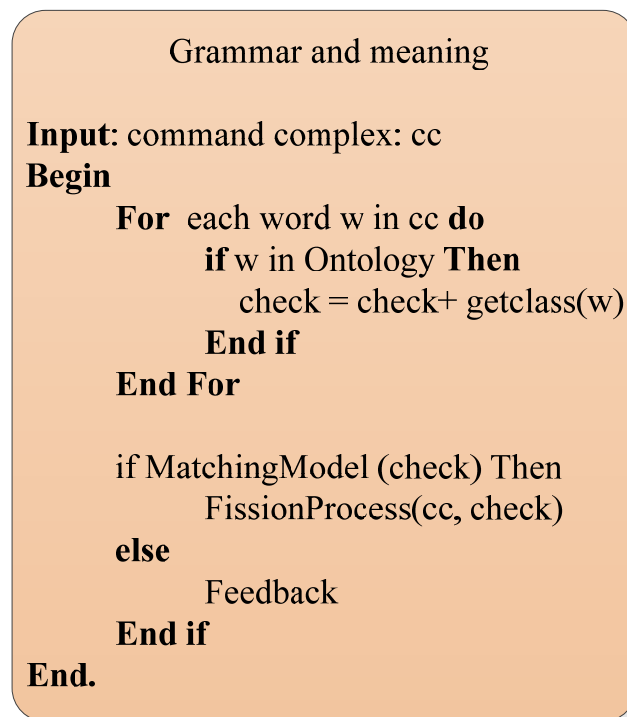 Grammar and meaning
Input: command complex: cc
Begin
For each word w in cc do
if w in Ontology Then
check = check+ getclass(w)
End if
End For
if MatchingModel (check) Then
FissionProcess(cc, check)
else
Feedback
End if
End.